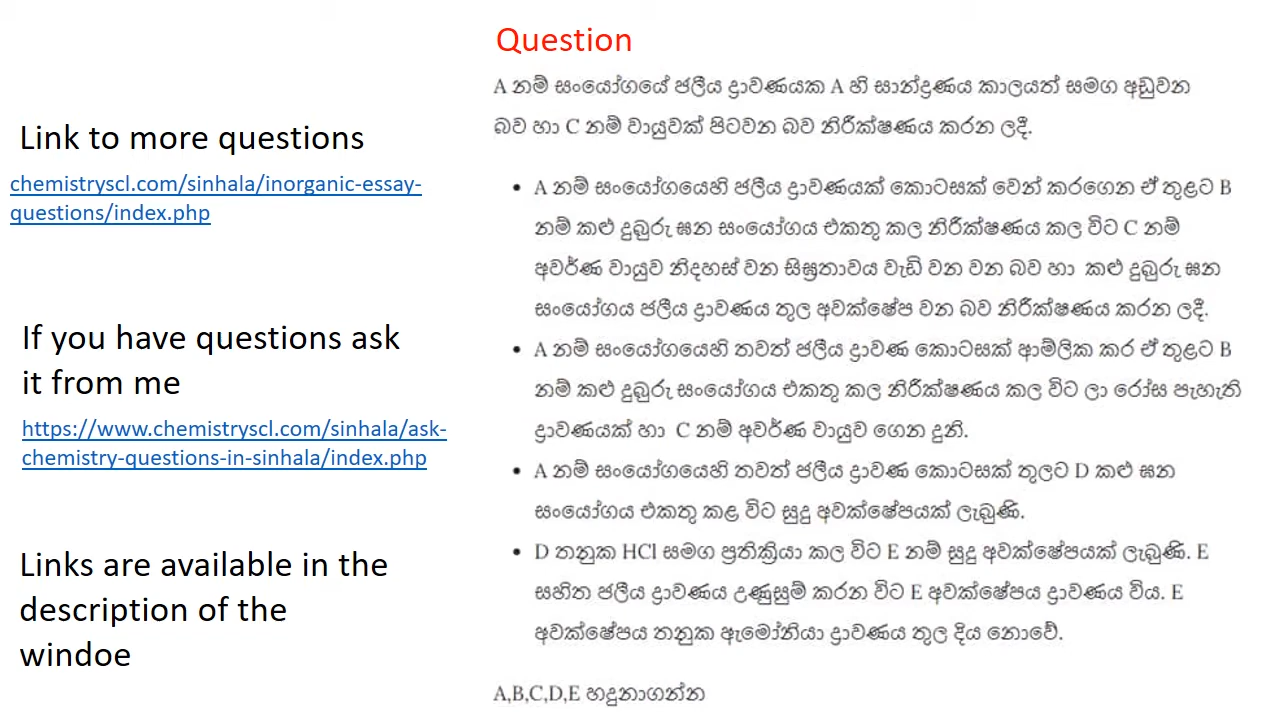 Question
A නම් සංයෝගයේ ජලීය ද්‍රාවණයක A හි සාන්ද්‍රණය කාලයත් සමග අඩුවන
බව හා C නම් වායුවක් පිටවන බව නිරීක්ෂණය කරන ලදී.
Link to more questions
chemistryscl.com/sinhala/inorganic-essay-
questions/index.php
• A නම් සංයෝගයෙහි ජලීය ද්‍රාවණයක් කොටසක් වෙන් කරගෙන ඒ තුළට B
නම් කළු දුබුරු ඝන සංයෝගය එකතු කල නිරීක්ෂණය කල විට C නම්
අවර්ණ වායුව නිදහස් වන සිඝ්‍රතාවය වැඩි වන වන බව හා කළු දුබුරු ඝන
සංයෝගය ජලීය ද්‍රාවණය තුල අවක්ෂේප වන බව නිරීක්ෂණය කරන ලදී.
• A නම් සංයෝගයෙහි තවත් ජලීය ද්‍රාවණ කොටසක් ආම්ලික කර ඒ තුළට B
නම් කළු දුබුරු සංයෝගය එකතු කල නිරීක්ෂණය කල විට ලා රෝස පැහැති
ද්‍රාවණයක් හා C නම් අවර්ණ වායුව ගෙන දුනි.
• A නම් සංයෝගයෙහි තවත් ජලීය ද්‍රාවණ කොටසක් තුලට D කළු ඝන
සංයෝගය එකතු කළ විට සුදු අවක්ෂේපයක් ලැබුණි.
• D තනුක HCl සමග ප්‍රතික්‍රියා කල විට E නම් සුදු අවක්ෂේපයක් ලැබුණි. E
සහිත ජලීය ද්‍රාවණය උණුසුම් කරන විට E අවක්ෂේපය ද්‍රාවණය විය. E
අවක්ෂේපය තනුක ඇමෝනියා ද්‍රාවණය තුල දිය නොවේ.
A,B,C,D,E හදුනාගන්න
If you have questions ask
it from me
https://www.chemistryscl.com/sinhala/ask-
chemistry-questions-in-sinhala/index.php
Links are available in the
description of the
windoe